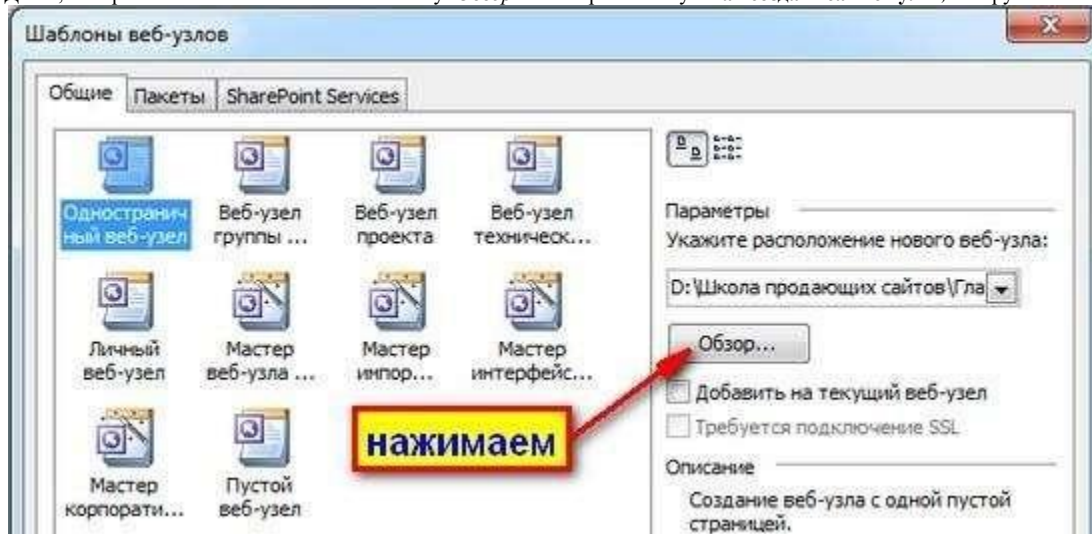 Шаблоны веб-узлов
Общие Пакеты SharePoint Services
Одностранич
ный веб-узел
Веб-узел
группы ...
Веб-узел
проекта
Веб-узел
техническ...
Личный
веб-узел
Мастер
веб-узла ...
Мастер
импор...
Мастер
интерфейс...
Мастер
корпорати...
Пустой
веб-узел
нажимаем
Параметры
Укажите расположение нового веб-узла:
D:\Школа продающих сайтов\Гла
Обзор...
Добавить на текущий веб-узел
Требуется подключение SSL
Описание
Создание веб-узла с одной пустой
страницей.